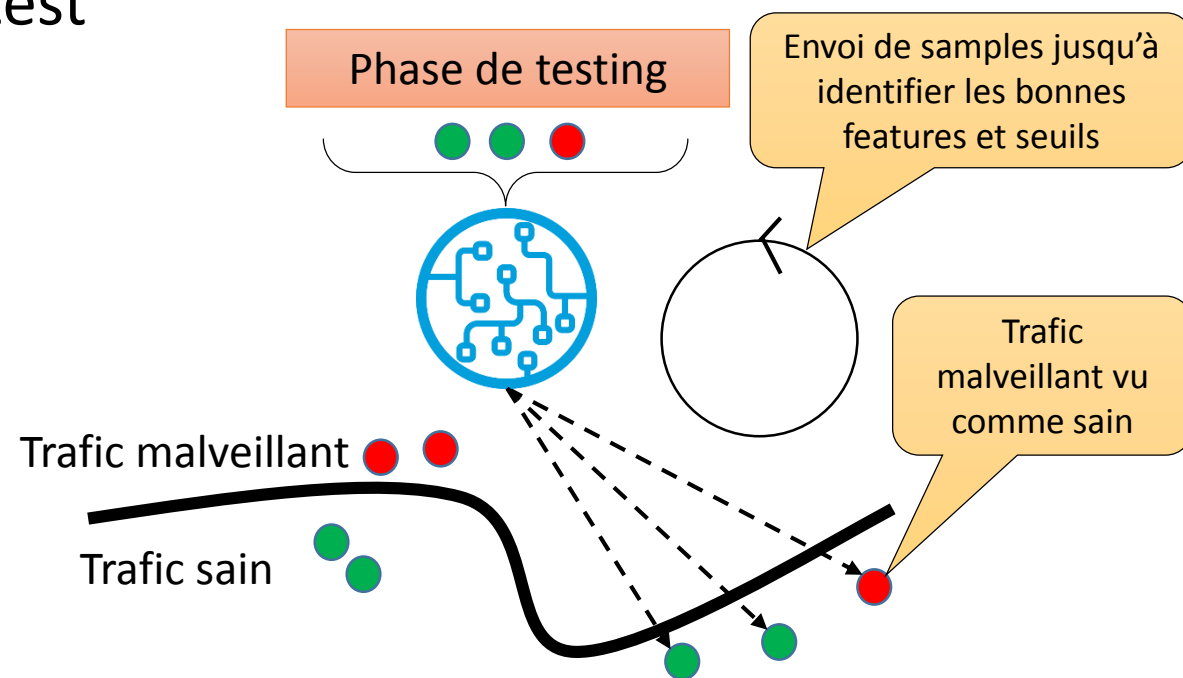 test
Phase de testing
Envoi de samples jusqu’à
identifier les bonnes
features et seuils
Trafic
malveillant vu
comme sain
Trafic malveillant
Trafic sain